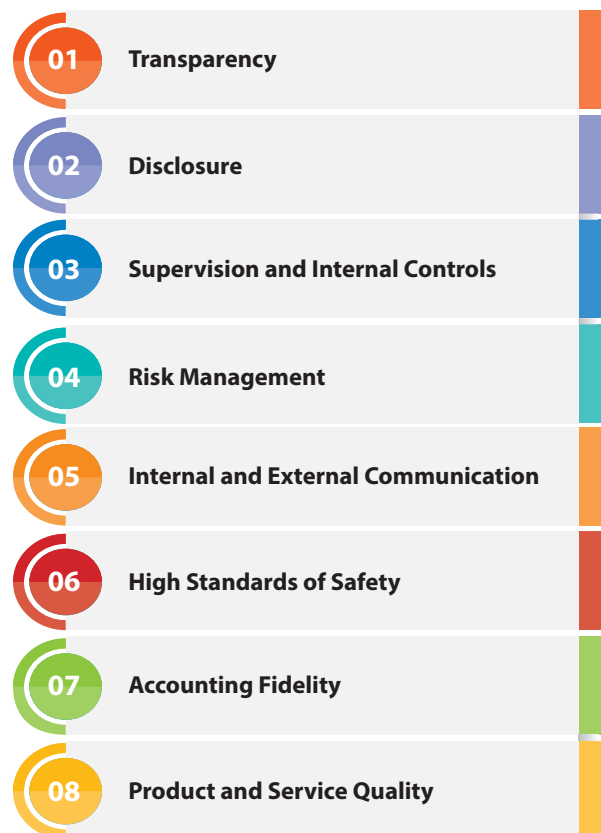 01 Transparency
02 Disclosure
03 Supervision and Internal Controls
04 Risk Management
05 Internal and External Communication
06 High Standards of Safety
07 Accounting Fidelity
08 Product and Service Quality